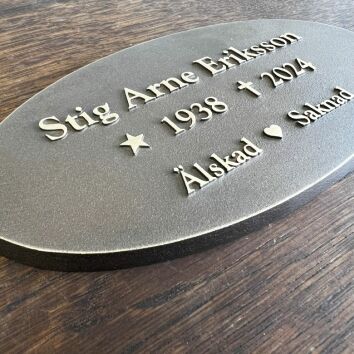 Stig Arne Eriksson
★ 1938 ✝ 2024
Älskad ♥ Saknad